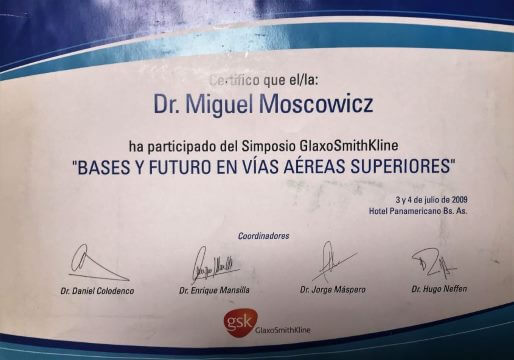 Certifico que el/la:
Dr. Miguel Moscowicz
ha participado del Simposio GlaxoSmithKline
"BASES Y FUTURO EN VÍAS AÉREAS SUPERIORES"
3 y 4 de julio de 2009
Hotel Panamericano Bs. As.
Coordinadores
Dr. Daniel Colodenco
Dr. Enrique Mansilla
Dr. Jorge Máspero
Dr. Hugo Neffen
gsk GlaxoSmithKline